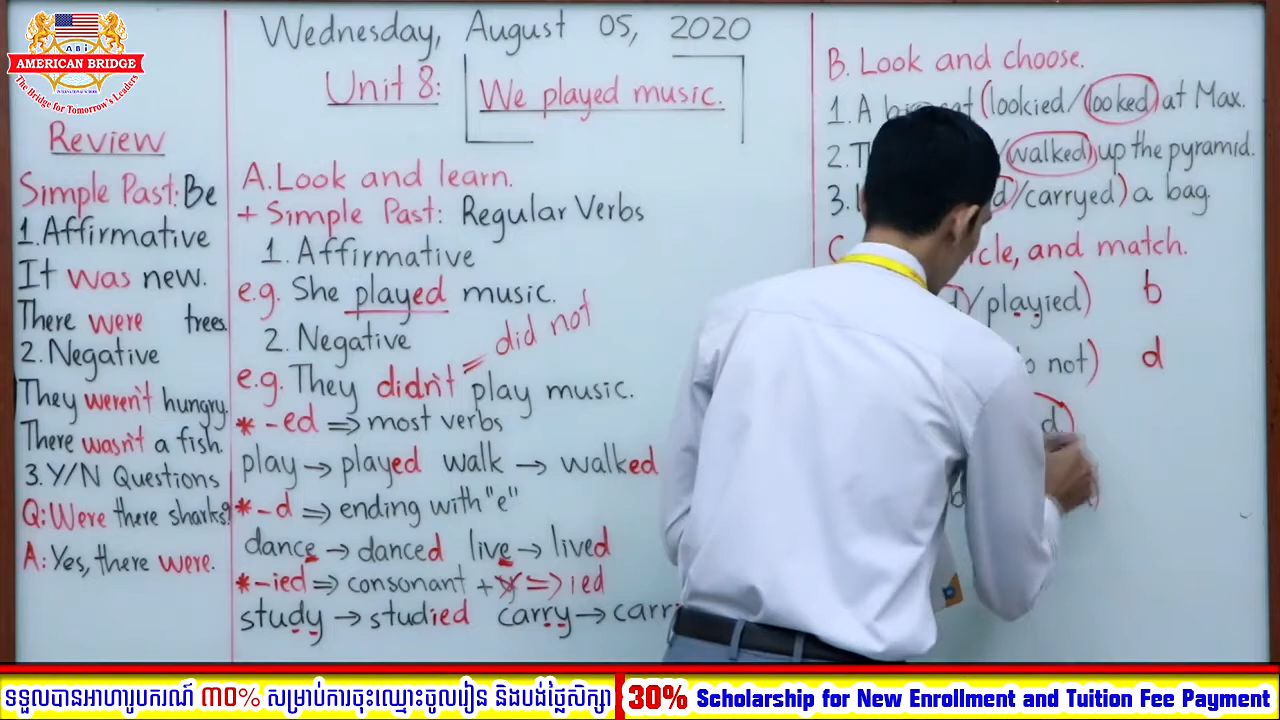 ABi
AMERICAN BRIDGE
INTERNATIONAL SCHOOL
The Bridge for Tomorrow's Leaders
Wednesday, August 05, 2020
Unit 8: We played music.
Review
Simple Past: Be
1. Affirmative
It was new.
There were trees.
2. Negative
They weren't hungry.
There wasn't a fish.
3. Y/N Questions
Q: Were there sharks?
A: Yes, there were.
A. Look and learn.
+ Simple Past: Regular Verbs
1. Affirmative
e.g. She played music.
2. Negative
= did not
e.g. They didn't play music.
* -ed => most verbs
play → played walk → walked
* -d => ending with "e"
dance → danced live → lived
* -ied => consonant + y => ied
study → studied carry → carr
B. Look and choose.
1. A big cat (lookied/looked) at Max.
2. walked) up the pyramid.
3. d/carryed) a bag.
C. cle, and match.
/playied) b
not) d
d
ទទួលបានអាហារូបករណ៍ ៣០% សម្រាប់ការចុះឈ្មោះចូលរៀន និងបង់ថ្លៃសិក្សា
30% Scholarship for New Enrollment and Tuition Fee Payment